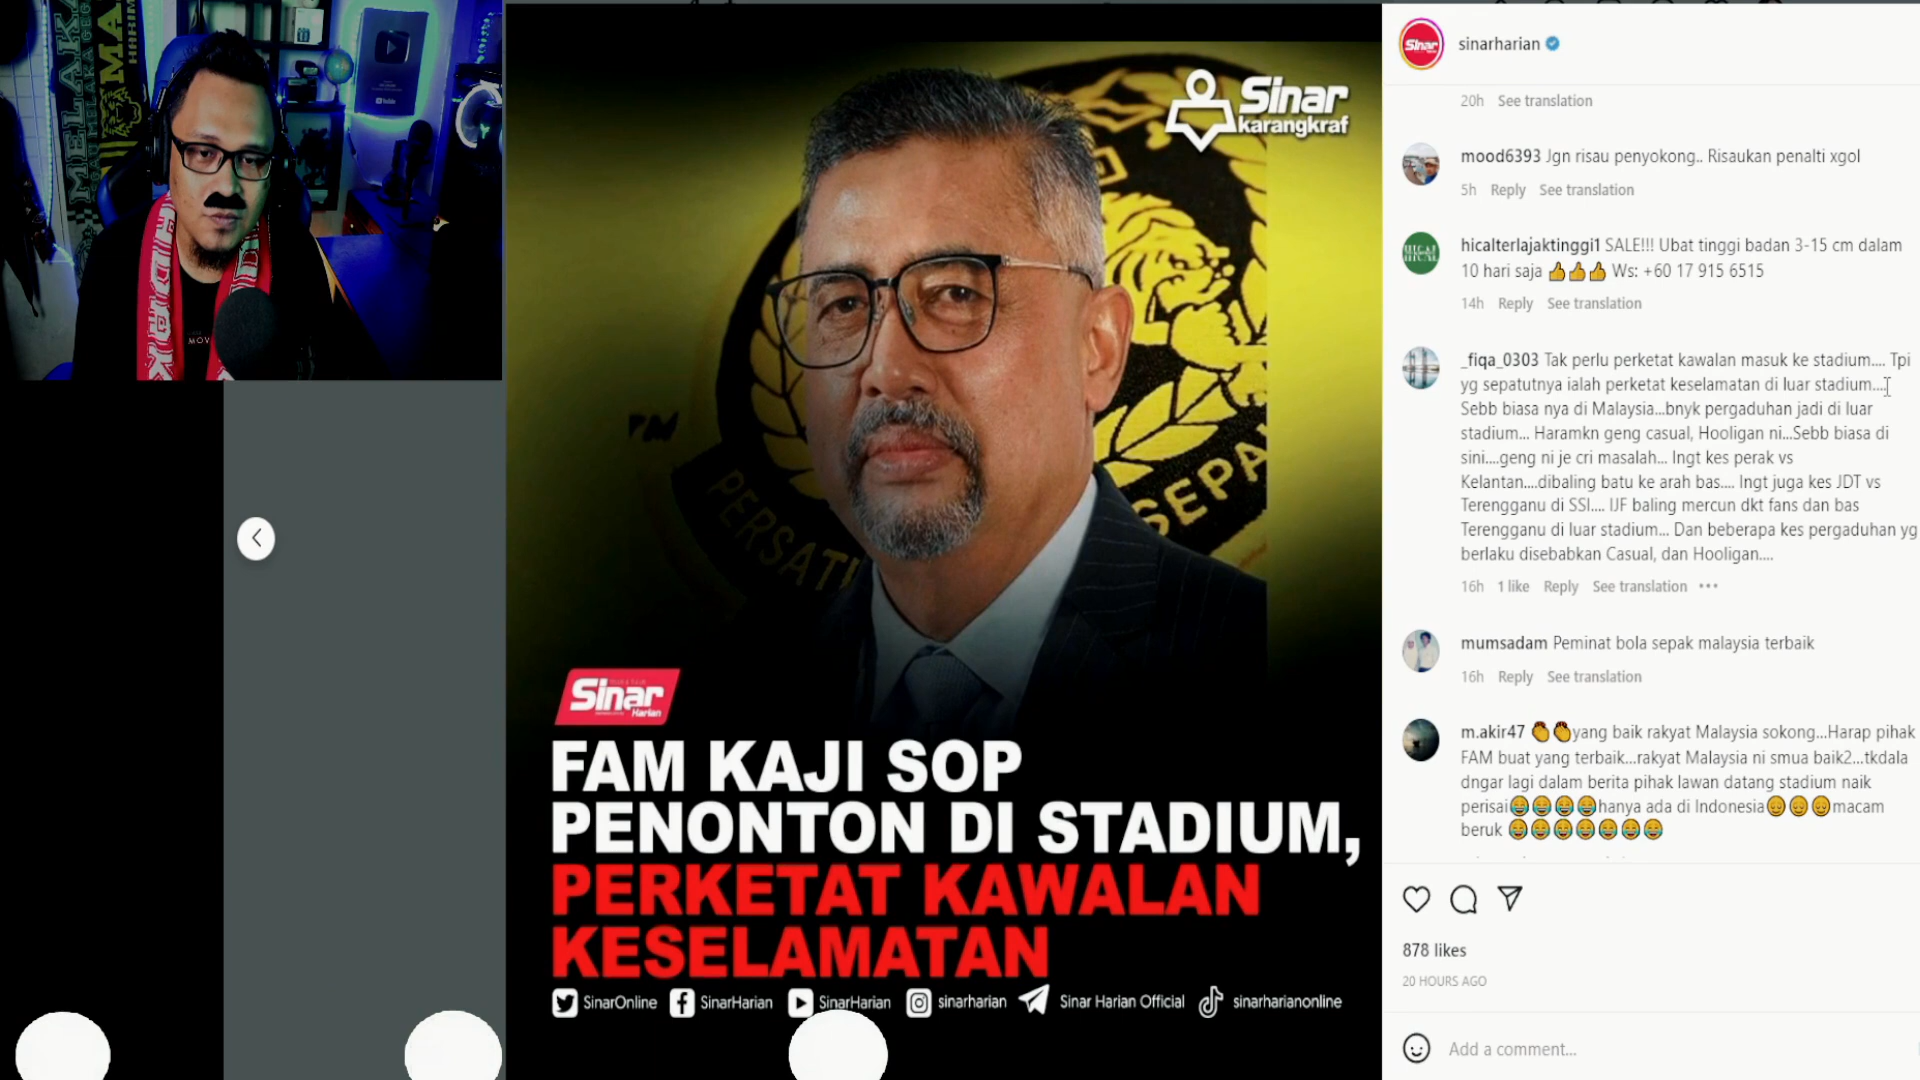 MELAKA
MOV
Sinar
karangkraf
PERSATU
SEPA
Sinar
Harian
FAM KAJI SOP
PENONTON DI STADIUM,
PERKETAT KAWALAN
KESELAMATAN
SinarOnline SinarHarian SinarHarian sinarharian Sinar Harian Official sinarharianonline
Sinar
sinarharian
20h See translation
mood6393 Jgn risau penyokong.. Risaukan penalti xgol
5h Reply See translation
hicalterlajaktinggi1 SALE!!! Ubat tinggi badan 3-15 cm dalam
10 hari saja 👍👍👍 Ws: +60 17 915 6515
14h Reply See translation
_fiqa_0303 Tak perlu perketat kawalan masuk ke stadium.... Tpi
yg sepatutnya ialah perketat keselamatan di luar stadium....
Sebb biasa nya di Malaysia...bnyk pergaduhan jadi di luar
stadium... Haramkn geng casual, Hooligan ni...Sebb biasa di
sini....geng ni je cri masalah... Ingt kes perak vs
Kelantan....dibaling batu ke arah bas.... Ingt juga kes JDT vs
Terengganu di SSI.... IJF baling mercun dkt fans dan bas
Terengganu di luar stadium... Dan beberapa kes pergaduhan yg
berlaku disebabkan Casual, dan Hooligan....
16h 1 like Reply See translation •••
mumsadam Peminat bola sepak malaysia terbaik
16h Reply See translation
m.akir47 👏👏yang baik rakyat Malaysia sokong...Harap pihak
FAM buat yang terbaik...rakyat Malaysia ni smua baik2...tkdala
dngar lagi dalam berita pihak lawan datang stadium naik
perisai😂😂😂😂hanya ada di Indonesia😔😔😔macam
beruk 😂😂😂😂😂😂😂
878 likes
20 HOURS AGO
Add a comment...